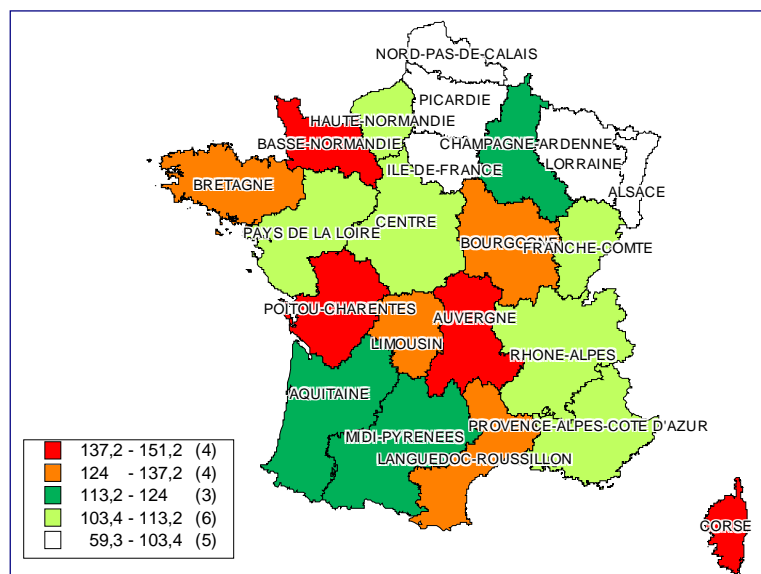 NORD-PAS-DE-CALAIS
PICARDIE
HAUTE-NORMANDIE
BASSE-NORMANDIE
CHAMPAGNE-ARDENNE
LORRAINE
ILE-DE-FRANCE
ALSACE
BRETAGNE
CENTRE
PAYS DE LA LOIRE
BOURGOGNE
FRANCHE-COMTE
POITOU-CHARENTES
AUVERGNE
LIMOUSIN
RHONE-ALPES
AQUITAINE
PROVENCE-ALPES-COTE D'AZUR
MIDI-PYRENEES
LANGUEDOC-ROUSSILLON
CORSE
137,2 - 151,2 (4)
124 - 137,2 (4)
113,2 - 124 (3)
103,4 - 113,2 (6)
59,3 - 103,4 (5)